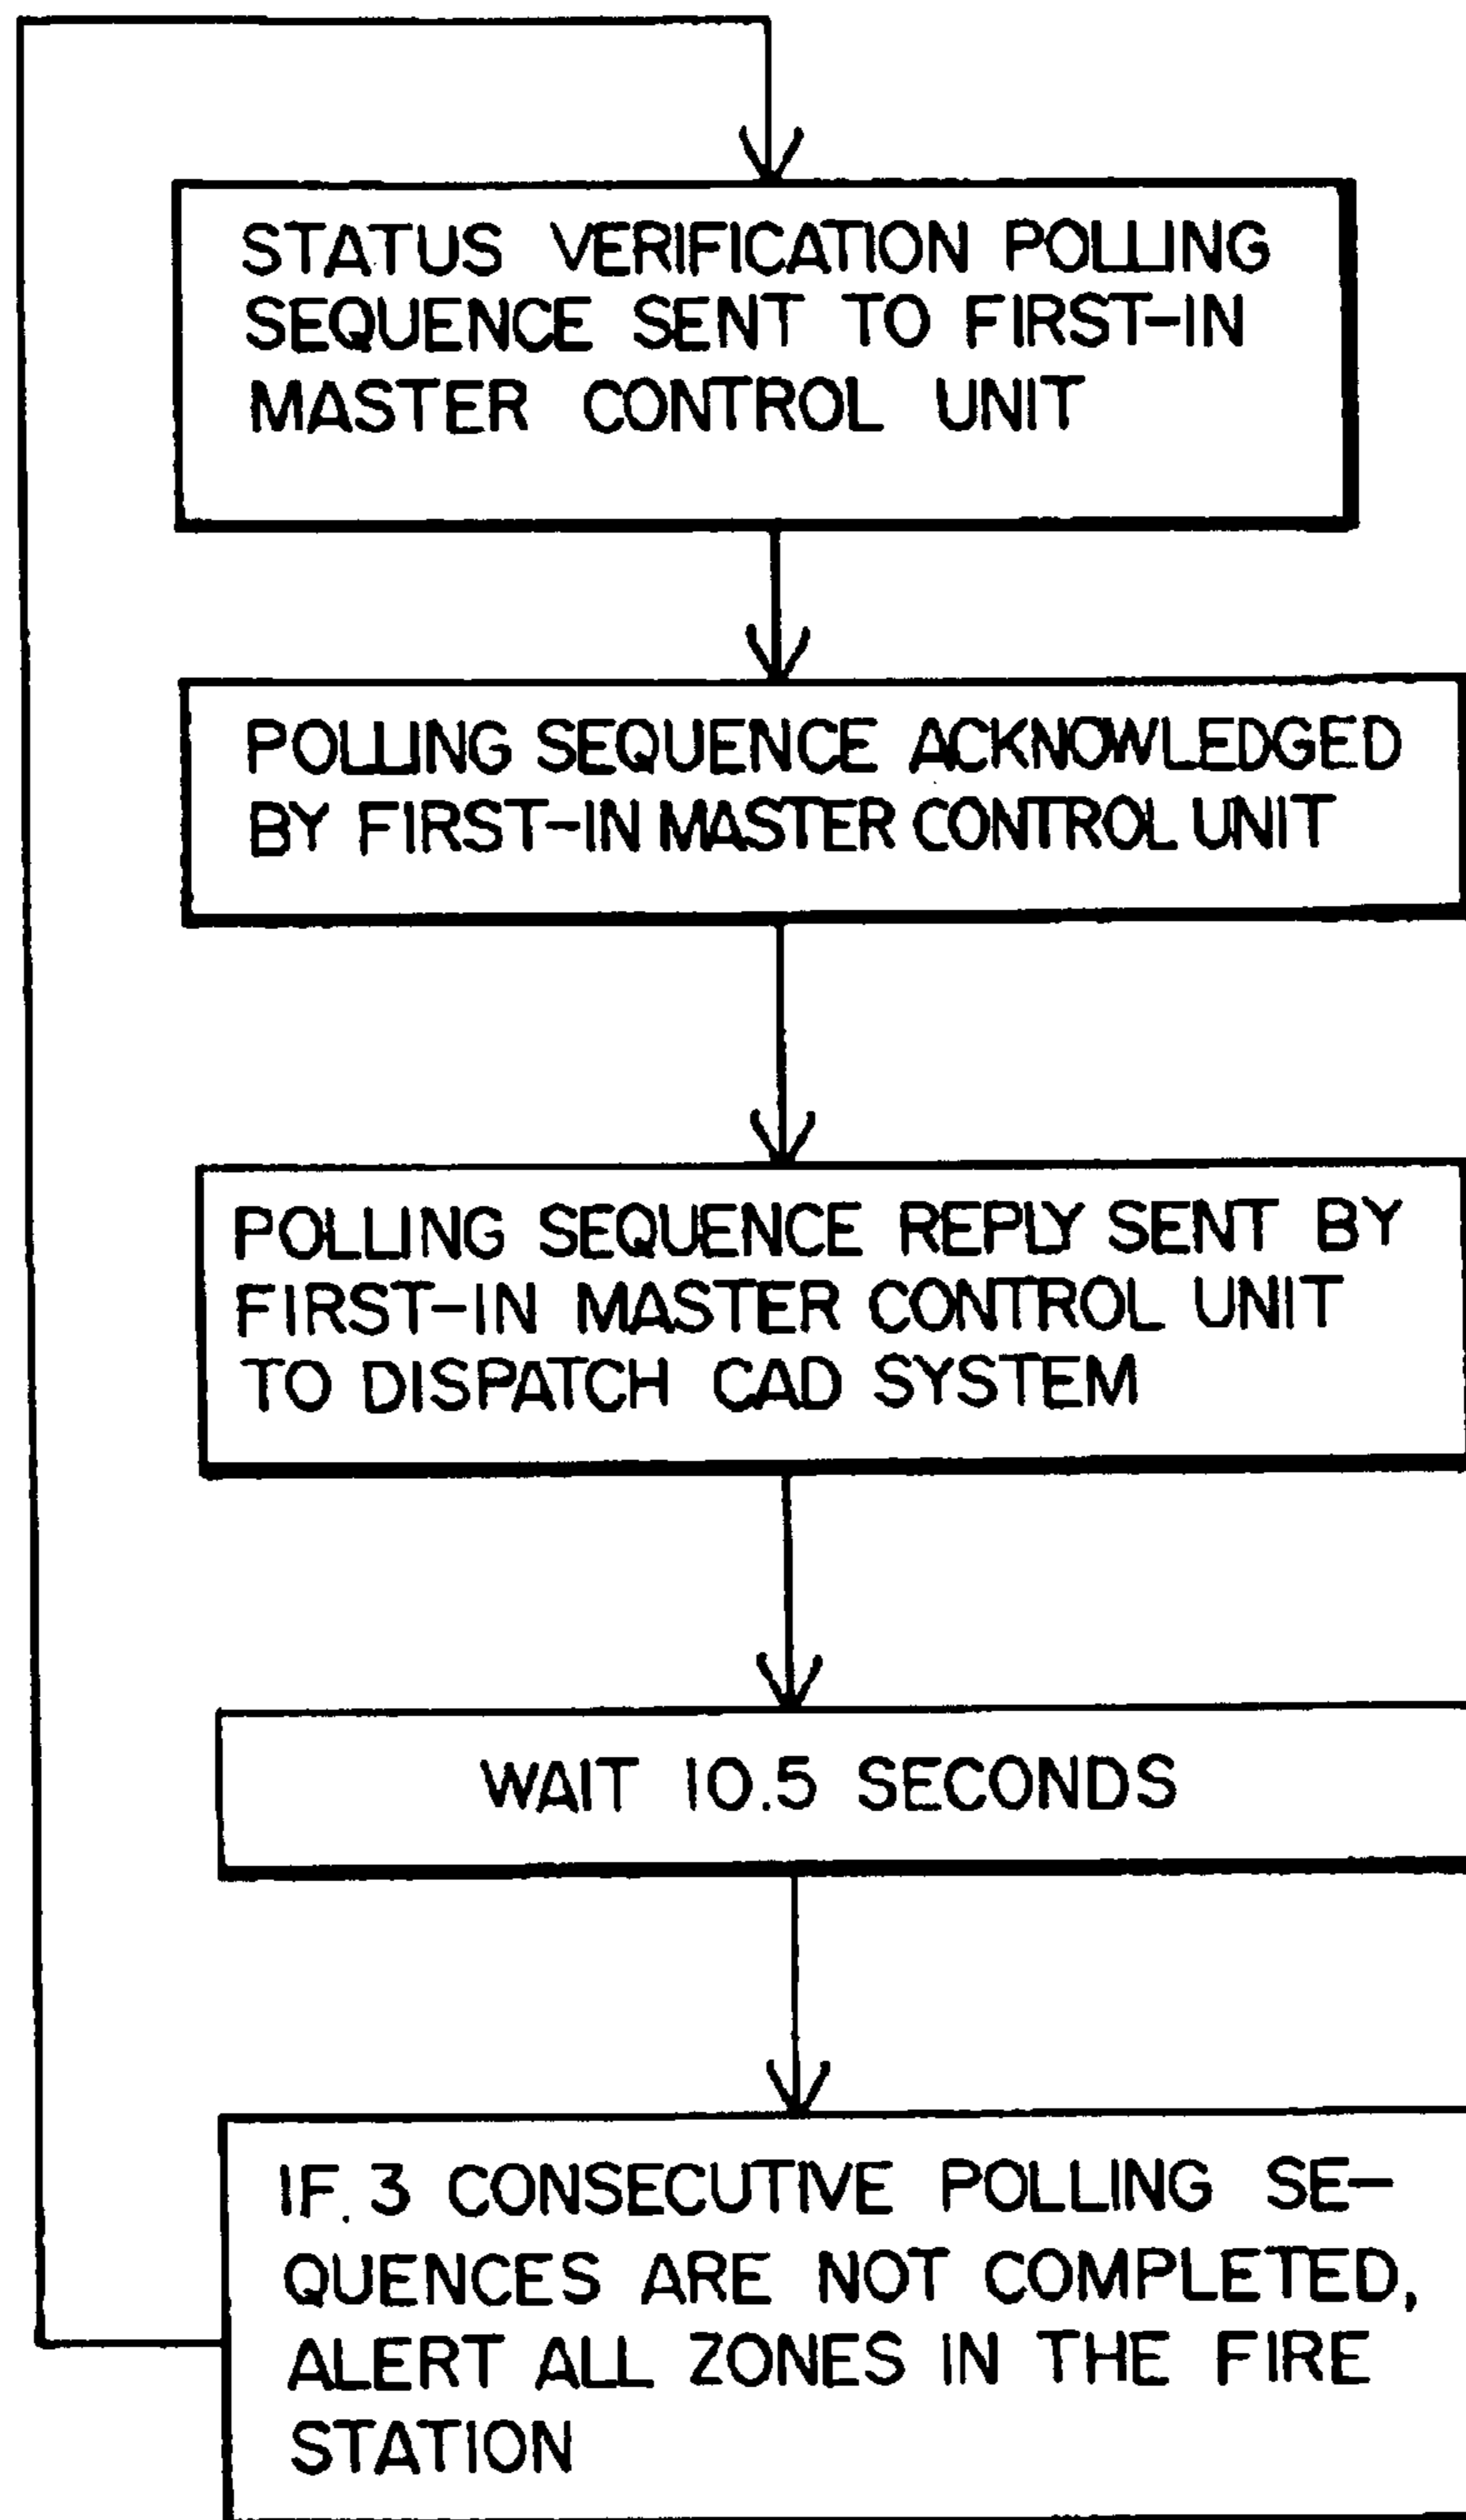 STATUS VERIFICATION POLLING
SEQUENCE SENT TO FIRST-IN
MASTER CONTROL UNIT
POLLING SEQUENCE ACKNOWLEDGED
BY FIRST-IN MASTER CONTROL UNIT
POLLING SEQUENCE REPLY SENT BY
FIRST-IN MASTER CONTROL UNIT
TO DISPATCH CAD SYSTEM
WAIT 10.5 SECONDS
IF 3 CONSECUTIVE POLLING SE-
QUENCES ARE NOT COMPLETED,
ALERT ALL ZONES IN THE FIRE
STATION